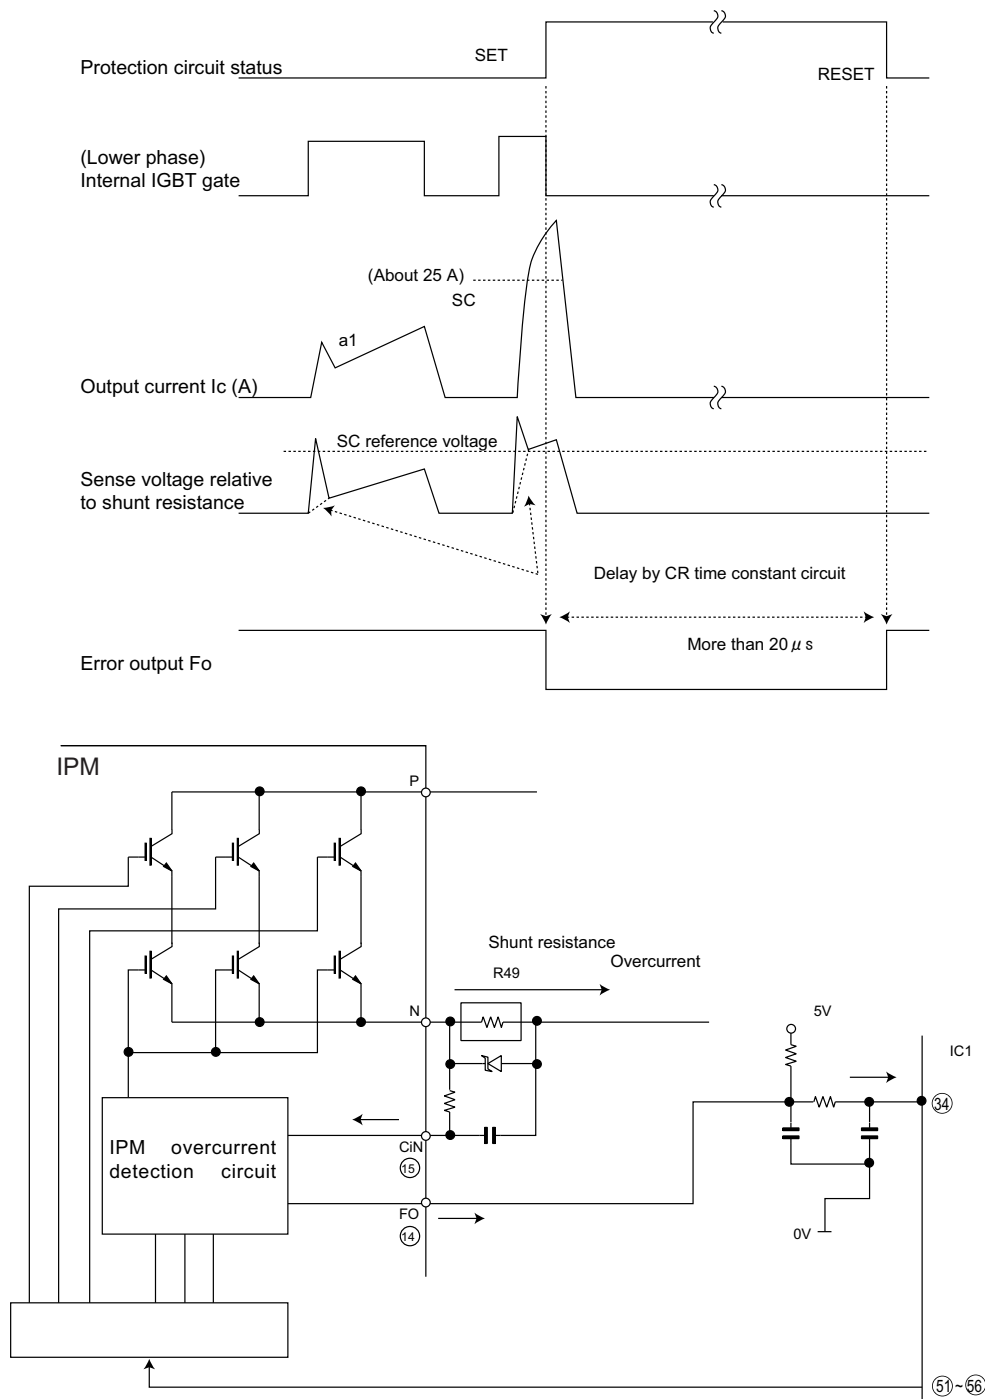 SET
Protection circuit status
RESET
(Lower phase)
Internal IGBT gate
(About 25 A)
SC
a1
Output current Ic (A)
SC reference voltage
Sense voltage relative
to shunt resistance
Delay by CR time constant circuit
More than 20 μ s
Error output Fo
IPM
P
Shunt resistance
Overcurrent
R49
N
5V
IC1
34
IPM overcurrent
detection circuit
CiN
15
FO
14
0V
51~56